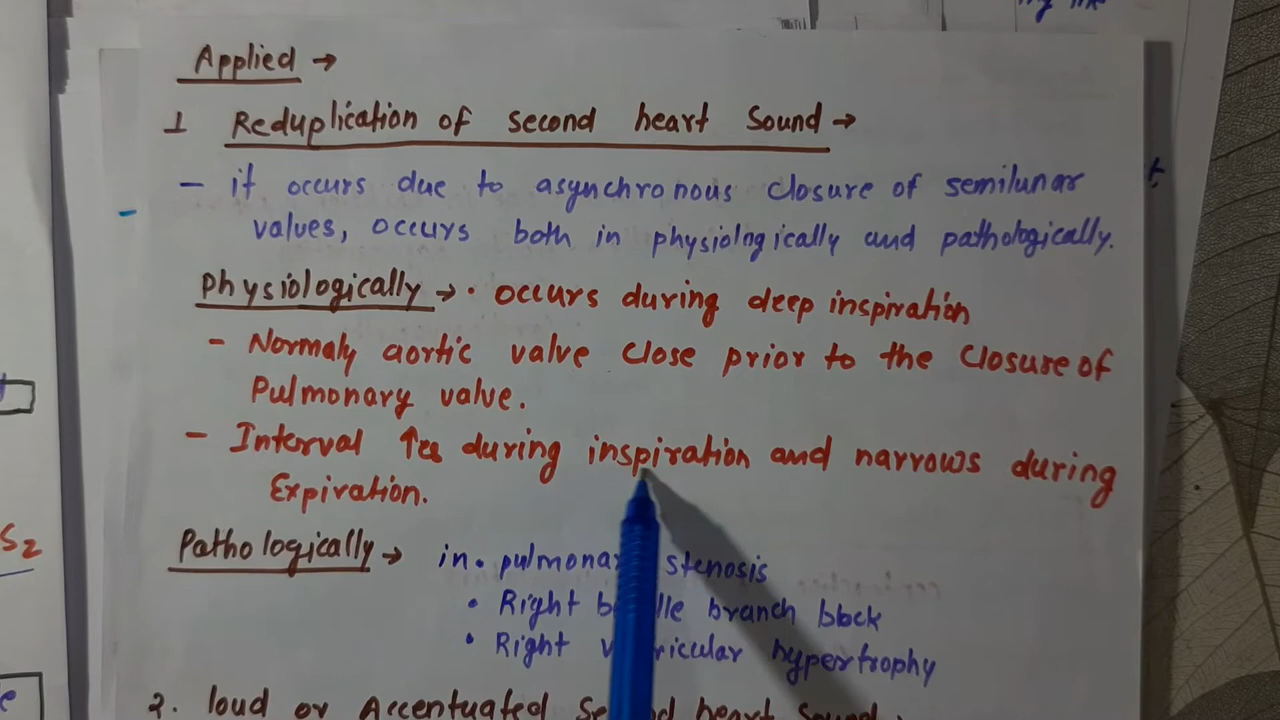 Applied →
1 Reduplication of second heart Sound →
- it occurs due to asynchronous closure of semilunar
values, occurs both in physiologically and pathologically.
Physiologically → • occurs during deep inspiration
- Normaly aortic valve close prior to the closure of
Pulmonary valve.
- Interval ↑es during inspiration and narrows during
Expiration.
Pathologically → in • pulmonary stenosis
• Right branch block
• Right hypertrophy
2. loud or Accentuated heart sound
S2